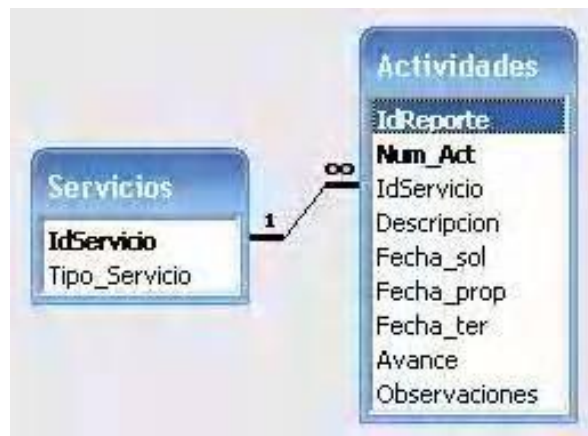 Servicios
IdServicio
Tipo_Servicio
1
∞
Actividades
IdReporte
Num_Act
IdServicio
Descripcion
Fecha_sol
Fecha_prop
Fecha_ter
Avance
Observaciones